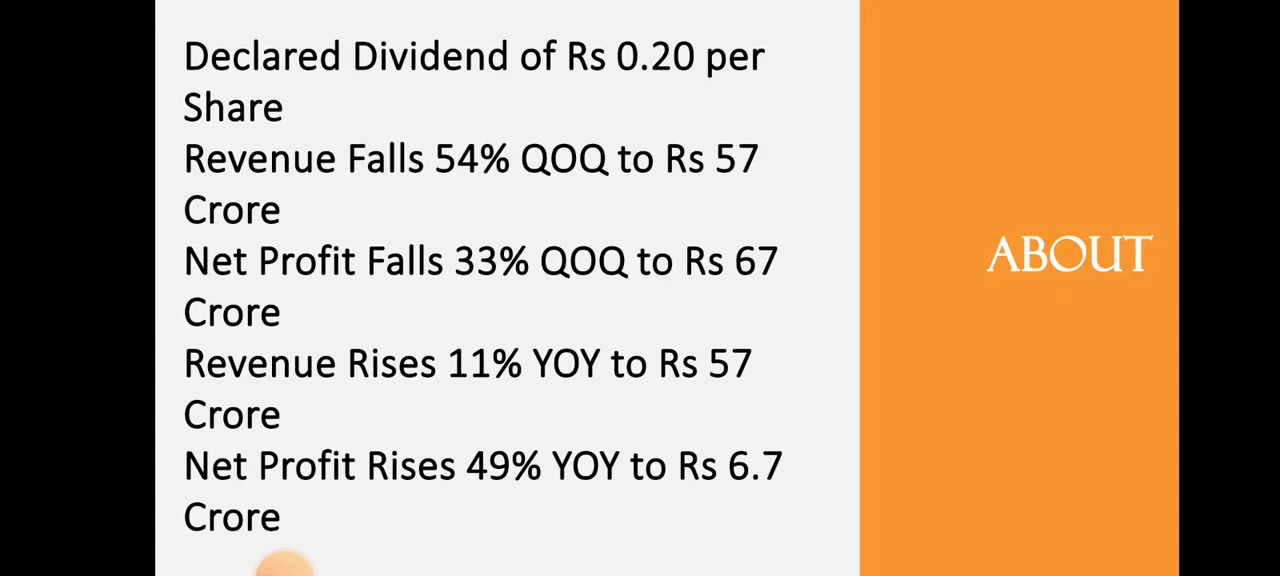 Declared Dividend of Rs 0.20 per
Share
Revenue Falls 54% QOQ to Rs 57
Crore
Net Profit Falls 33% QOQ to Rs 67
Crore
Revenue Rises 11% YOY to Rs 57
Crore
Net Profit Rises 49% YOY to Rs 6.7
Crore
ABOUT